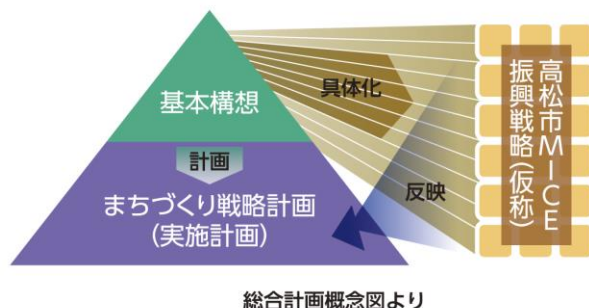 基本構想
計画
まちづくり戦略計画
(実施計画)
具体化
反映
高松市MICE
振興戦略(仮称)
総合計画概念図より